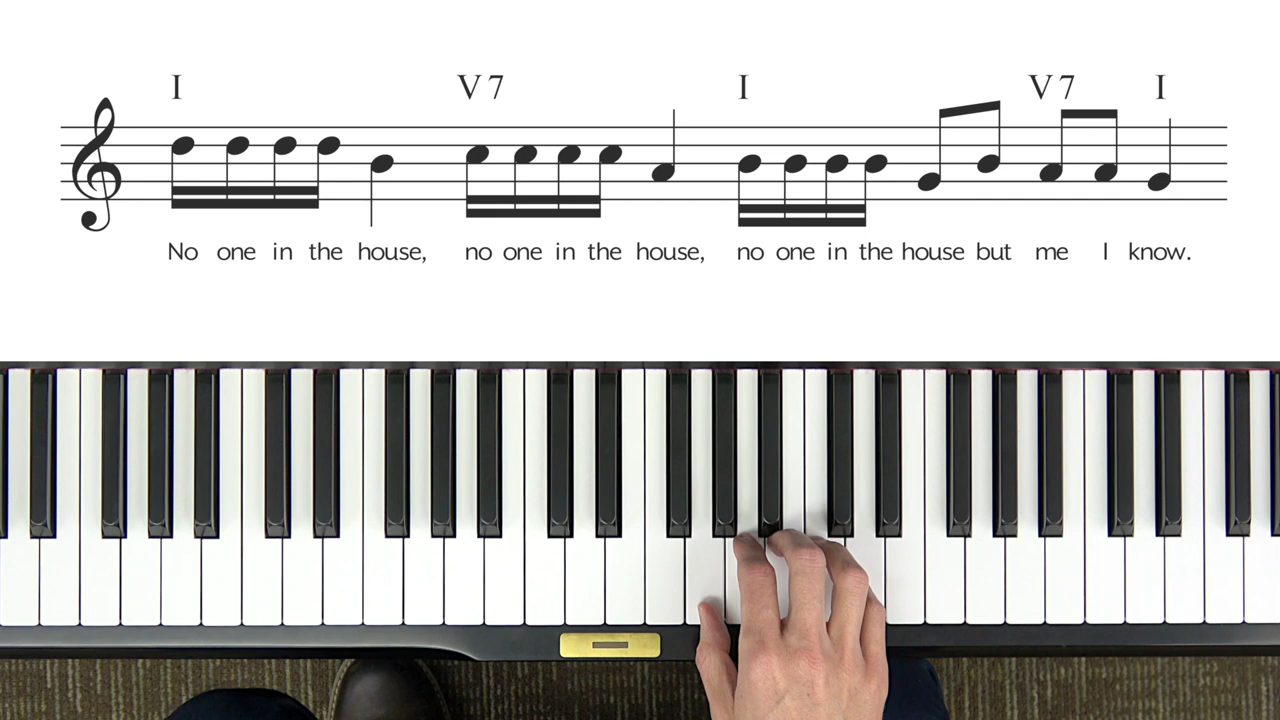 I V7 I V7 I
No one in the house, no one in the house, no one in the house but me I know.